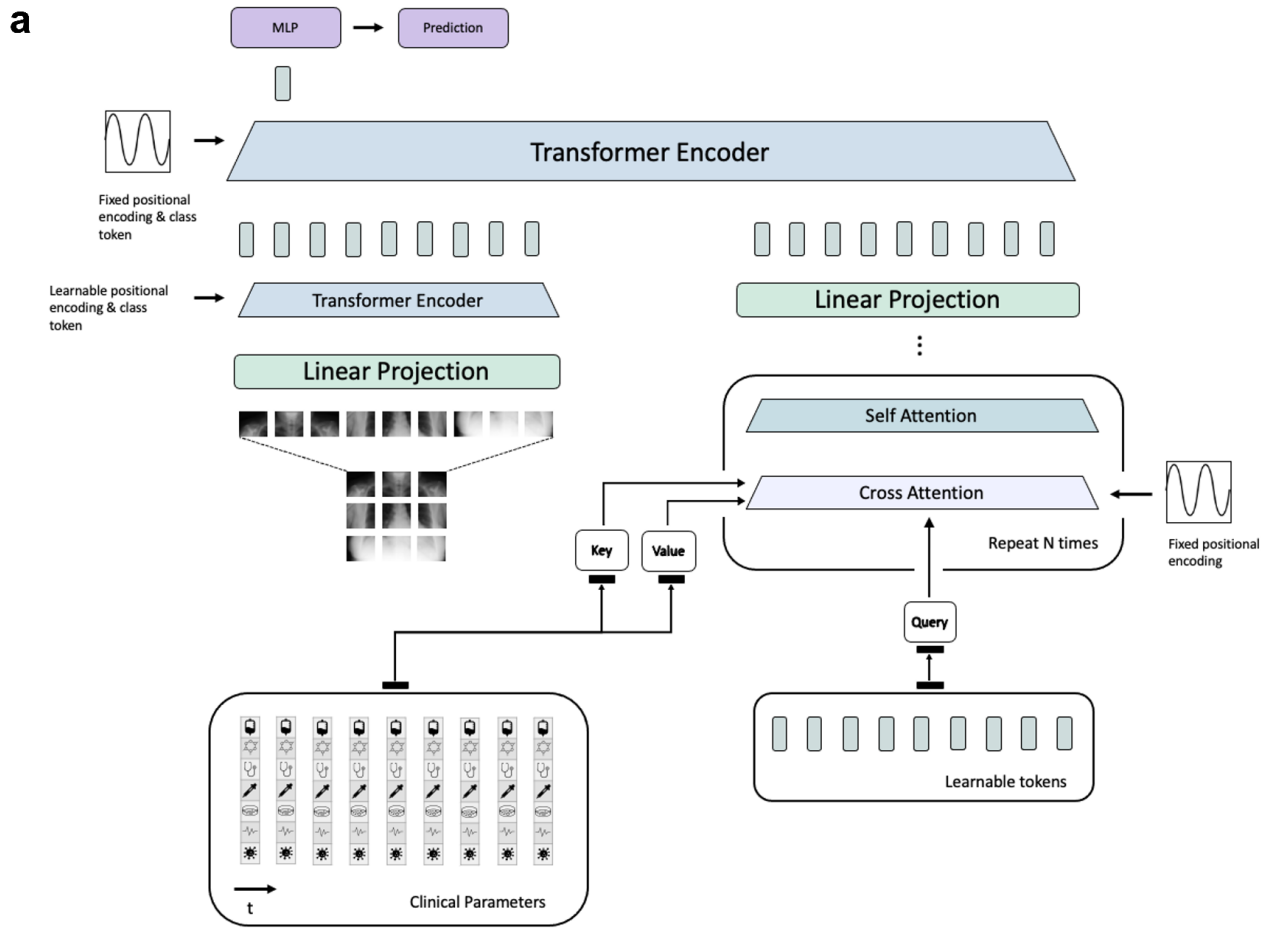 a
MLP
Prediction
Transformer Encoder
Fixed positional
encoding & class
token
Learnable positional
encoding & class
token
Transformer Encoder
Linear Projection
Linear Projection
Self Attention
Cross Attention
Repeat N times
Fixed positional
encoding
Key
Value
Query
Learnable tokens
t
Clinical Parameters